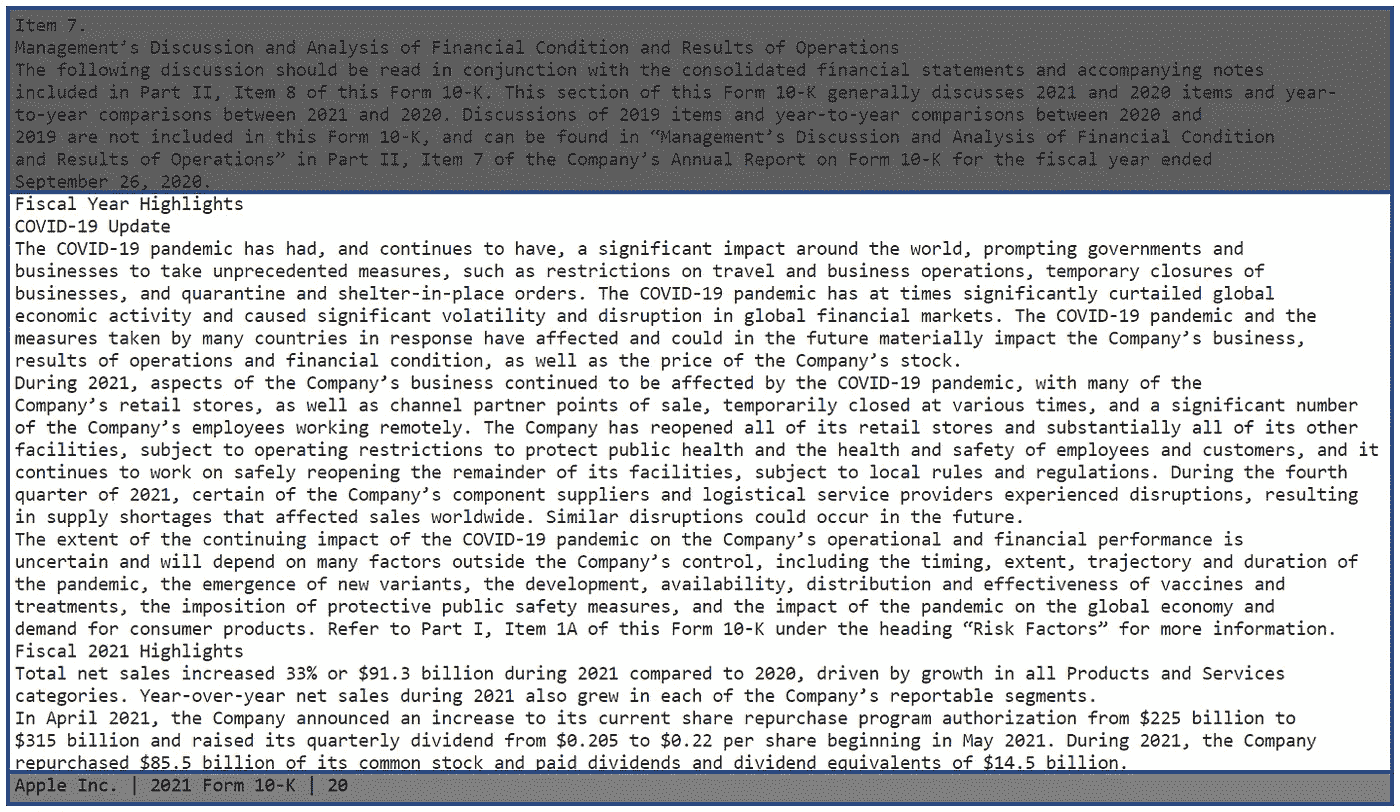 Item 7.
Management’s Discussion and Analysis of Financial Condition and Results of Operations
The following discussion should be read in conjunction with the consolidated financial statements and accompanying notes
included in Part II, Item 8 of this Form 10-K. This section of this Form 10-K generally discusses 2021 and 2020 items and year-
to-year comparisons between 2021 and 2020. Discussions of 2019 items and year-to-year comparisons between 2020 and
2019 are not included in this Form 10-K, and can be found in “Management’s Discussion and Analysis of Financial Condition
and Results of Operations” in Part II, Item 7 of the Company’s Annual Report on Form 10-K for the fiscal year ended
September 26, 2020.
Fiscal Year Highlights
COVID-19 Update
The COVID-19 pandemic has had, and continues to have, a significant impact around the world, prompting governments and
businesses to take unprecedented measures, such as restrictions on travel and business operations, temporary closures of
businesses, and quarantine and shelter-in-place orders. The COVID-19 pandemic has at times significantly curtailed global
economic activity and caused significant volatility and disruption in global financial markets. The COVID-19 pandemic and the
measures taken by many countries in response have affected and could in the future materially impact the Company’s business,
results of operations and financial condition, as well as the price of the Company’s stock.
During 2021, aspects of the Company’s business continued to be affected by the COVID-19 pandemic, with many of the
Company’s retail stores, as well as channel partner points of sale, temporarily closed at various times, and a significant number
of the Company’s employees working remotely. The Company has reopened all of its retail stores and substantially all of its other
facilities, subject to operating restrictions to protect public health and the health and safety of employees and customers, and it
continues to work on safely reopening the remainder of its facilities, subject to local rules and regulations. During the fourth
quarter of 2021, certain of the Company’s component suppliers and logistical service providers experienced disruptions, resulting
in supply shortages that affected sales worldwide. Similar disruptions could occur in the future.
The extent of the continuing impact of the COVID-19 pandemic on the Company’s operational and financial performance is
uncertain and will depend on many factors outside the Company’s control, including the timing, extent, trajectory and duration of
the pandemic, the emergence of new variants, the development, availability, distribution and effectiveness of vaccines and
treatments, the imposition of protective public safety measures, and the impact of the pandemic on the global economy and
demand for consumer products. Refer to Part I, Item 1A of this Form 10-K under the heading “Risk Factors” for more information.
Fiscal 2021 Highlights
Total net sales increased 33% or $91.3 billion during 2021 compared to 2020, driven by growth in all Products and Services
categories. Year-over-year net sales during 2021 also grew in each of the Company’s reportable segments.
In April 2021, the Company announced an increase to its current share repurchase program authorization from $225 billion to
$315 billion and raised its quarterly dividend from $0.205 to $0.22 per share beginning in May 2021. During 2021, the Company
repurchased $85.5 billion of its common stock and paid dividends and dividend equivalents of $14.5 billion.
Apple Inc. | 2021 Form 10-K | 20